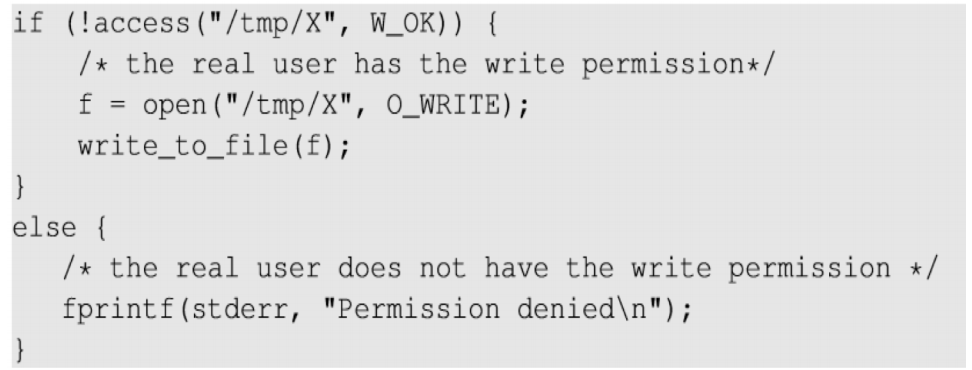 if (!access("/tmp/X", W_OK)) {
/* the real user has the write permission*/
f = open("/tmp/X", O_WRITE);
write_to_file(f);
}
else {
/* the real user does not have the write permission */
fprintf(stderr, "Permission denied\n");
}